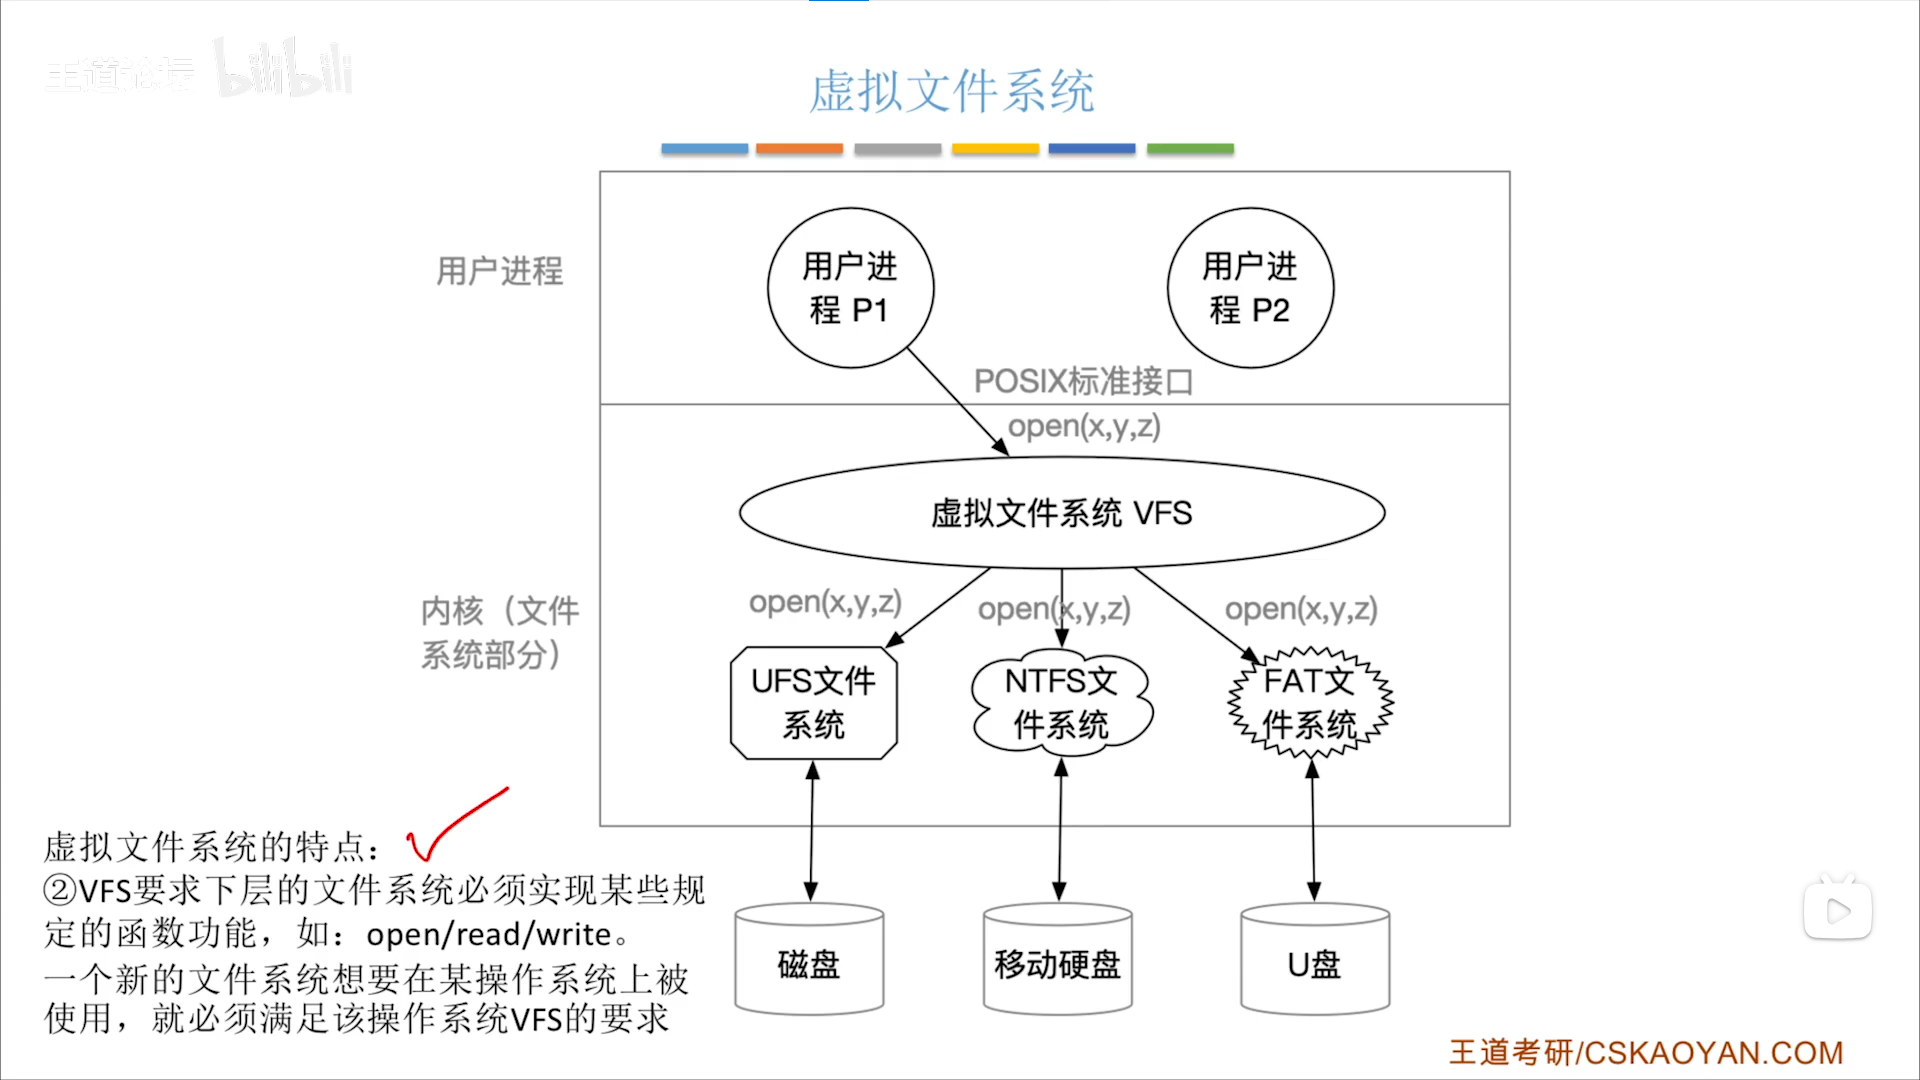 王道论坛 bilibili
虚拟文件系统
用户进程
用户进
程 P1
用户进
程 P2
POSIX标准接口
open(x,y,z)
虚拟文件系统 VFS
内核（文件
系统部分）
open(x,y,z)
open(x,y,z)
open(x,y,z)
UFS文件
系统
NTFS文
件系统
FAT文
件系统
磁盘
移动硬盘
U盘
虚拟文件系统的特点：
②VFS要求下层的文件系统必须实现某些规
定的函数功能，如：open/read/write。
一个新的文件系统想要在某操作系统上被
使用，就必须满足该操作系统VFS的要求
王道考研/CSKAOYAN.COM